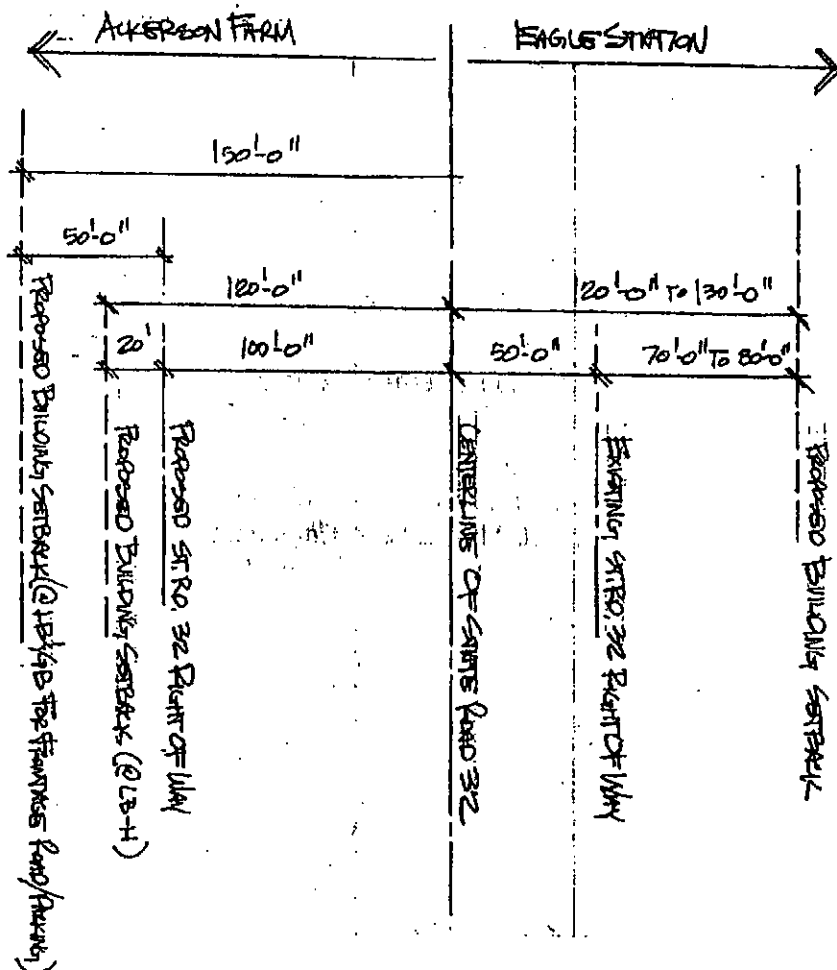 ACKERSON FARM
EAGLE STATION
150'-0"
50'-0"
120'-0"
20'-0" TO 130'-0"
20'
100'-0"
50'-0"
70'-0" TO 80'-0"
PROPOSED BUILDING SETBACK (@ LB/GB FOR FRONTAGE ROAD/PARKING)
PROPOSED BUILDING SETBACK (@ LB-H)
PROPOSED ST. RD. 32 RIGHT OF WAY
CENTERLINE OF STATE ROAD 32
EXISTING ST. RD. 32 RIGHT OF WAY
PROPOSED BUILDING SETBACK